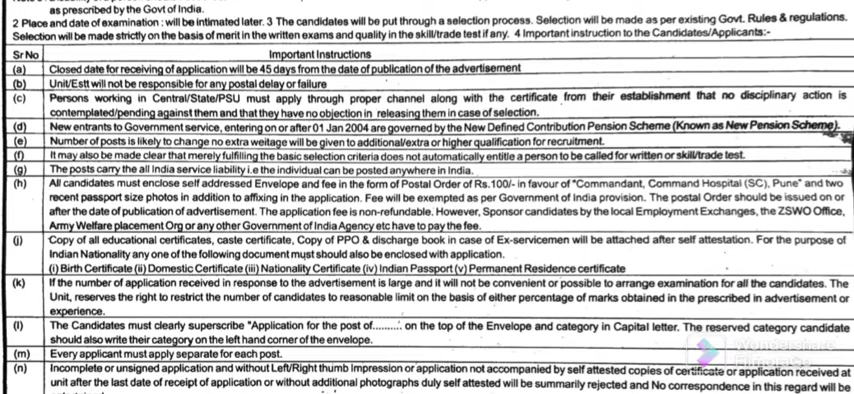 as prescribed by the Govt of India.
2 Place and date of examination : will be intimated later. 3 The candidates will be put through a selection process. Selection will be made as per existing Govt. Rules & regulations.
Selection will be made strictly on the basis of merit in the written exams and quality in the skill/trade test if any. 4 Important Instructions to the Candidates/Applicants:-
Sr No Important Instructions
(a) Closed date for receiving of application will be 45 days from the date of publication of the advertisement
(b) Unit/Estt will not be responsible for any postal delay or failure
(c) Persons working in Central/State/PSU must apply through proper channel along with the certificate from their establishment that no disciplinary action is
contemplated/pending against them and that they have no objection in releasing them in case of selection.
(d) New entrants to Government service, entering on or after 01 Jan 2004 are governed by the New Defined Contribution Pension Scheme (Known as New Pension Scheme).
(e) Number of posts is likely to change no extra weitage will be given to additional/extra or higher qualification for recruitment.
(f) It may also be made clear that merely fulfilling the basic selection criteria does not automatically entitle a person to be called for written or skill/trade test.
(g) The posts carry the all India service liability i.e the individual can be posted anywhere in India.
(h) All candidates must enclose self addressed Envelope and fee in the form of Postal Order of Rs.100/- in favour of "Commandant, Command Hospital (SC), Pune" and two
recent passport size photos in addition to affixing in the application. Fee will be exempted as per Government of India provision. The postal Order should be issued on or
after the date of publication of advertisement. The application fee is non-refundable. However, Sponsor candidates by the local Employment Exchanges, the ZSWO Office,
Army Welfare placement Org or any other Government of India Agency etc have to pay the fee.
(j) Copy of all educational certificates, caste certificate, Copy of PPO & discharge book in case of Ex-servicemen will be attached after self attestation. For the purpose of
Indian Nationality any one of the following document must should also be enclosed with application.
(i) Birth Certificate (ii) Domestic Certificate (iii) Nationality Certificate (iv) Indian Passport (v) Permanent Residence certificate
(k) If the number of application received in response to the advertisement is large and it will not be convenient or possible to arrange examination for all the candidates. The
Unit, reserves the right to restrict the number of candidates to reasonable limit on the basis of either percentage of marks obtained in the prescribed in advertisement or
experience.
(l) The Candidates must clearly superscribe "Application for the post of.........'. on the top of the Envelope and category in Capital letter. The reserved category candidate
should also write their category on the left hand corner of the envelope.
(m) Every applicant must apply separate for each post.
(n) Incomplete or unsigned application and without Left/Right thumb Impression or application not accompanied by self attested copies of certificate or application received at
unit after the last date of receipt of application or without additional photographs duly self attested will be summarily rejected and No correspondence in this regard will be
Wondershare